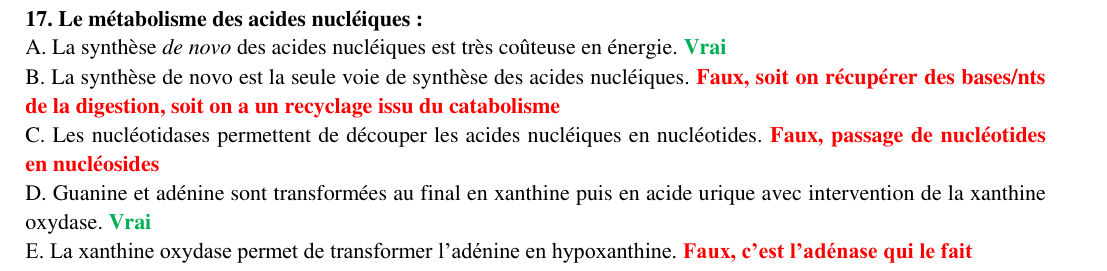 17. Le métabolisme des acides nucléiques :
A. La synthèse de novo des acides nucléiques est très coûteuse en énergie. Vrai
B. La synthèse de novo est la seule voie de synthèse des acides nucléiques. Faux, soit on récupérer des bases/nts
de la digestion, soit on a un recyclage issu du catabolisme
C. Les nucléotidases permettent de découper les acides nucléiques en nucléotides. Faux, passage de nucléotides
en nucléosides
D. Guanine et adénine sont transformées au final en xanthine puis en acide urique avec intervention de la xanthine
oxydase. Vrai
E. La xanthine oxydase permet de transformer l’adénine en hypoxanthine. Faux, c’est l’adénase qui le fait